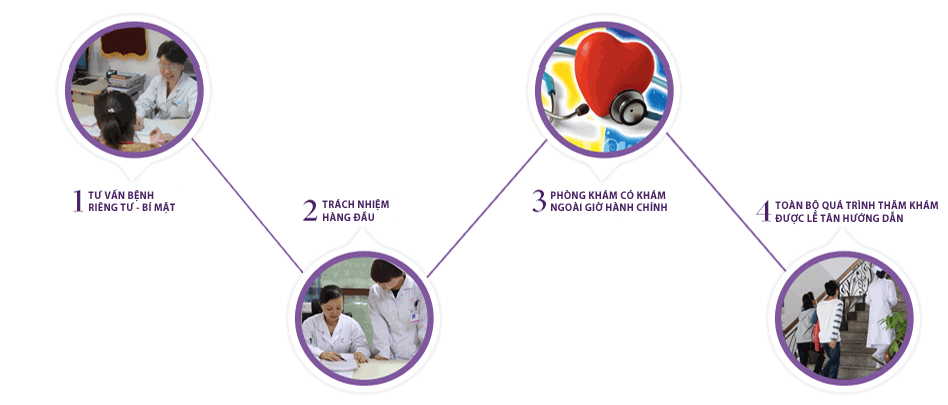 1 TƯ VẤN BỆNH
RIÊNG TƯ - BÍ MẬT
2 TRÁCH NHIỆM
HÀNG ĐẦU
3 PHÒNG KHÁM CÓ KHÁM
NGOÀI GIỜ HÀNH CHÍNH
4 TOÀN BỘ QUÁ TRÌNH THĂM KHÁM
ĐƯỢC LỄ TÂN HƯỚNG DẪN